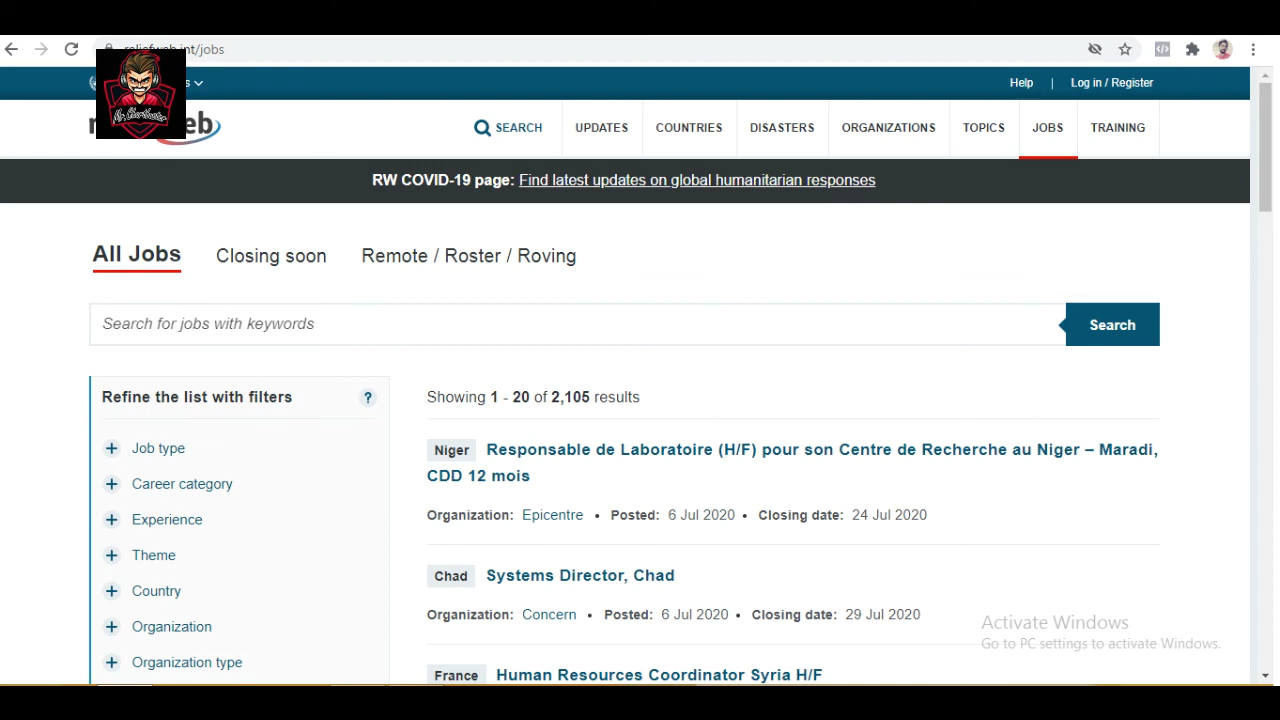 reliefweb.int/jobs
s
Help | Log in / Register
SEARCH UPDATES COUNTRIES DISASTERS ORGANIZATIONS TOPICS JOBS TRAINING
RW COVID-19 page: Find latest updates on global humanitarian responses
All Jobs Closing soon Remote / Roster / Roving
Search for jobs with keywords Search
Refine the list with filters ?
+ Job type
+ Career category
+ Experience
+ Theme
+ Country
+ Organization
+ Organization type
Showing 1 - 20 of 2,105 results
Niger Responsable de Laboratoire (H/F) pour son Centre de Recherche au Niger – Maradi,
CDD 12 mois
Organization: Epicentre • Posted: 6 Jul 2020 • Closing date: 24 Jul 2020
Chad Systems Director, Chad
Organization: Concern • Posted: 6 Jul 2020 • Closing date: 29 Jul 2020
France Human Resources Coordinator Syria H/F
Activate Windows
Go to PC settings to activate Windows.